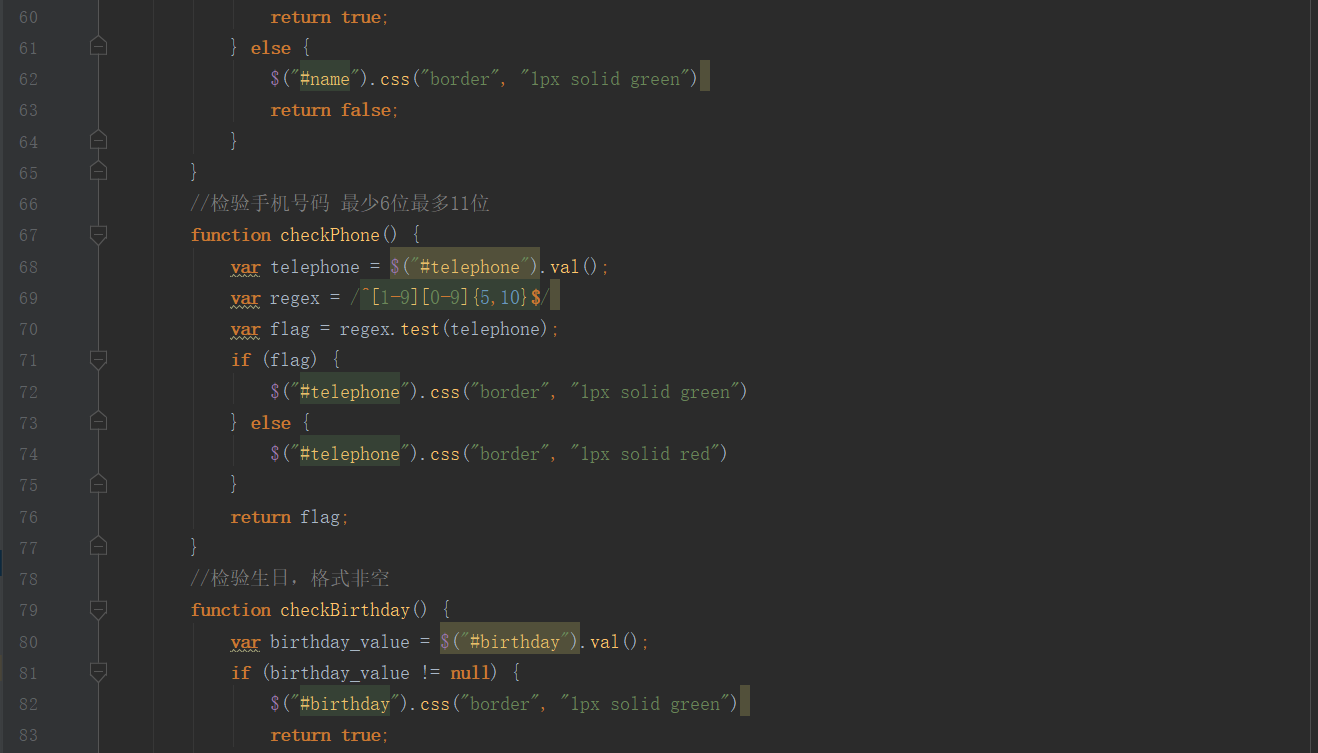 60 return true;
61 } else {
62 $("#name").css("border", "1px solid green")
63 return false;
64 }
65 }
66 //检验手机号码 最少6位最多11位
67 function checkPhone() {
68 var telephone = $("#telephone").val();
69 var regex = /^[1-9][0-9]{5,10}$/
70 var flag = regex.test(telephone);
71 if (flag) {
72 $("#telephone").css("border", "1px solid green")
73 } else {
74 $("#telephone").css("border", "1px solid red")
75 }
76 return flag;
77 }
78 //检验生日，格式非空
79 function checkBirthday() {
80 var birthday_value = $("#birthday").val();
81 if (birthday_value != null) {
82 $("#birthday").css("border", "1px solid green")
83 return true;